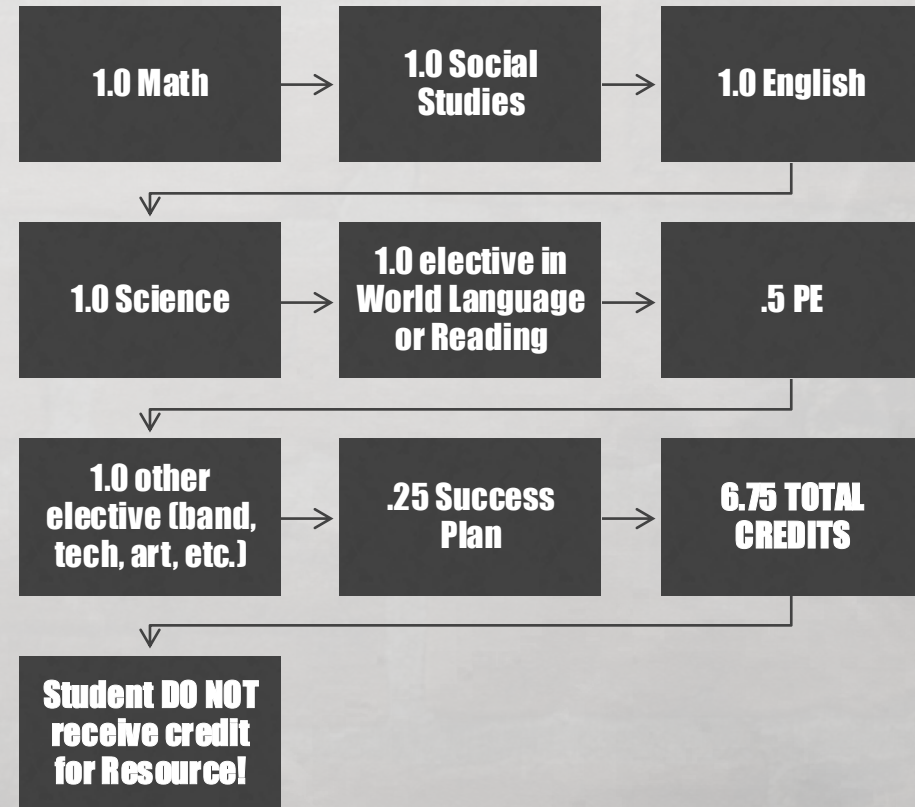 1.0 Math
1.0 Social
Studies
1.0 English
1.0 Science
1.0 elective in
World Language
or Reading
.5 PE
1.0 other
elective (band,
tech, art, etc.)
.25 Success
Plan
6.75 TOTAL
CREDITS
Student DO NOT
receive credit
for Resource!